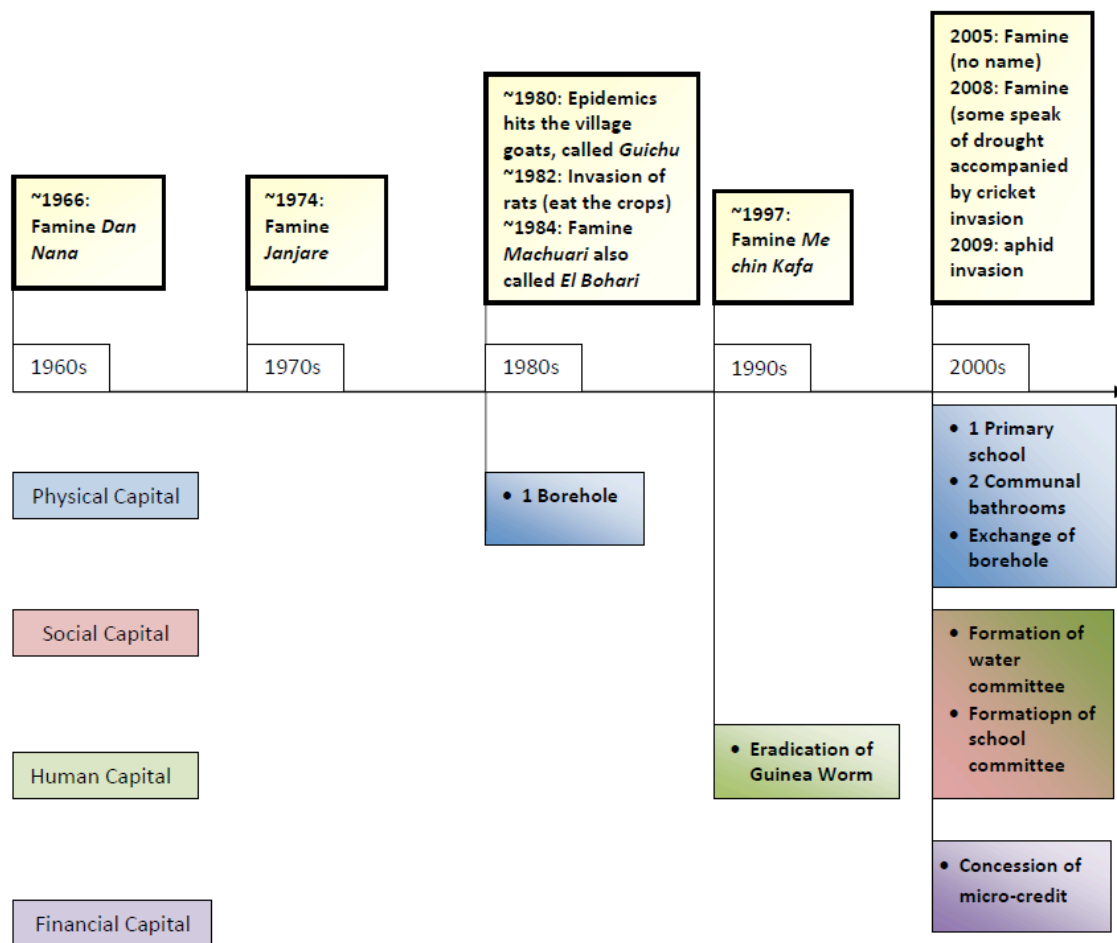 ~1966:
Famine Dan
Nana
~1974:
Famine
Janjare
~1980: Epidemics
hits the village
goats, called Guichu
~1982: Invasion of
rats (eat the crops)
~1984: Famine
Machuari also
called El Bohari
~1997:
Famine Me
chin Kafa
2005: Famine
(no name)
2008: Famine
(some speak
of drought
accompanied
by cricket
invasion
2009: aphid
invasion
1960s
1970s
1980s
1990s
2000s
Physical Capital
• 1 Borehole
• 1 Primary
school
• 2 Communal
bathrooms
• Exchange of
borehole
Social Capital
• Formation of
water
committee
• Formatiopn of
school
committee
Human Capital
• Eradication of
Guinea Worm
Financial Capital
• Concession of
micro-credit